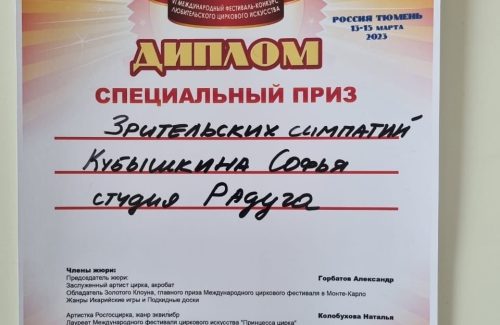 VI МЕЖДУНАРОДНЫЙ ФЕСТИВАЛЬ-КОНКУРС
ЛЮБИТЕЛЬСКОГО ЦИРКОВОГО ИСКУССТВА
РОССИЯ ТЮМЕНЬ
13-15 МАРТА
2023
ДИПЛОМ
СПЕЦИАЛЬНЫЙ ПРИЗ
Зрительских симпатий
Кубышкина Софья
студия Радуга
Члены жюри:
Председатель жюри: Горбатов Александр
Заслуженный артист цирка, акробат
Обладатель Золотого Клоуна, главного приза Международного циркового фестиваля в Монте-Карло
Жанры Икарийские игры и Подкидные доски
Артистка Росгосцирка, жанр эквилибр Колобухова Наталья
Лауреат Международного фестиваля циркового искусства "Принцесса цирка"